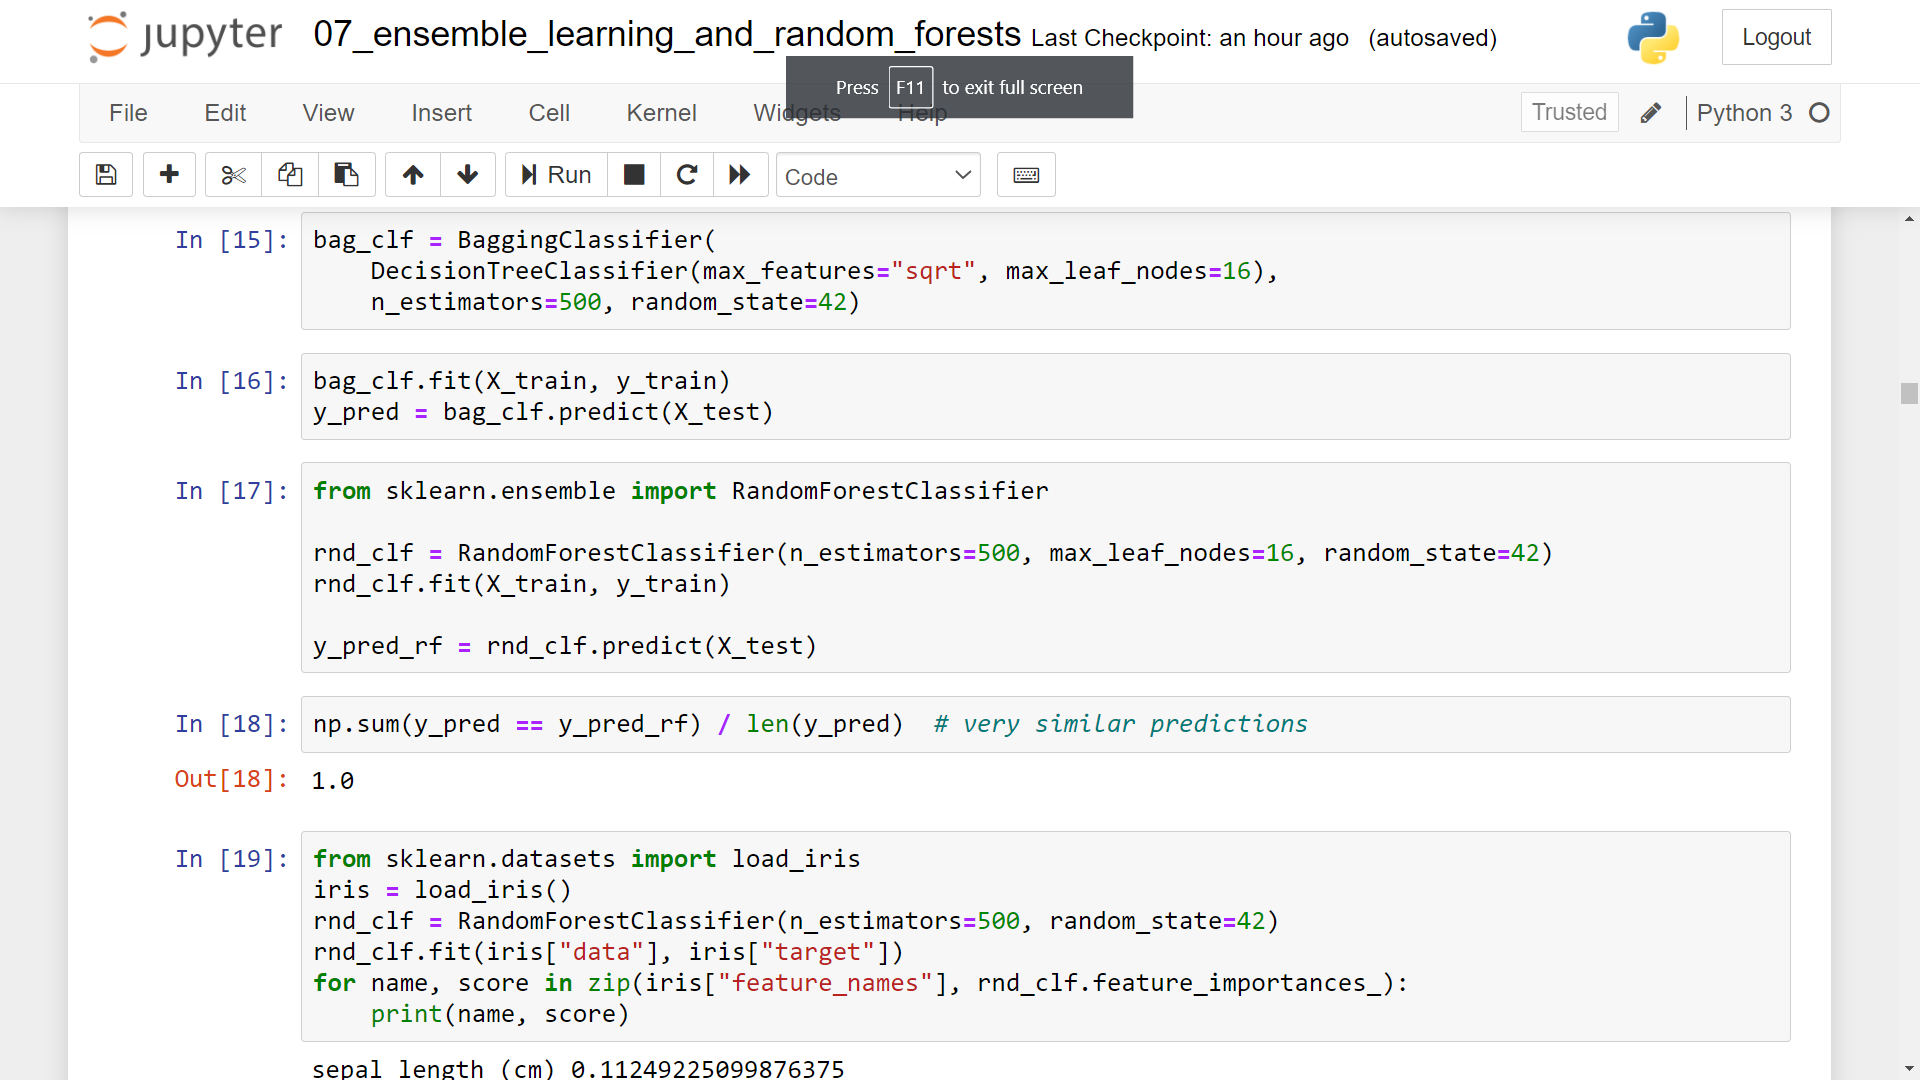 jupyter 07_ensemble_learning_and_random_forests Last Checkpoint: an hour ago (autosaved)
Logout
Press F11 to exit full screen
File Edit View Insert Cell Kernel Widgets Help Trusted Python 3
Run Code
In [15]: bag_clf = BaggingClassifier(
    DecisionTreeClassifier(max_features="sqrt", max_leaf_nodes=16),
    n_estimators=500, random_state=42)
In [16]: bag_clf.fit(X_train, y_train)
y_pred = bag_clf.predict(X_test)
In [17]: from sklearn.ensemble import RandomForestClassifier
rnd_clf = RandomForestClassifier(n_estimators=500, max_leaf_nodes=16, random_state=42)
rnd_clf.fit(X_train, y_train)
y_pred_rf = rnd_clf.predict(X_test)
In [18]: np.sum(y_pred == y_pred_rf) / len(y_pred)  # very similar predictions
Out[18]: 1.0
In [19]: from sklearn.datasets import load_iris
iris = load_iris()
rnd_clf = RandomForestClassifier(n_estimators=500, random_state=42)
rnd_clf.fit(iris["data"], iris["target"])
for name, score in zip(iris["feature_names"], rnd_clf.feature_importances_):
    print(name, score)
sepal length (cm) 0.11249225099876375